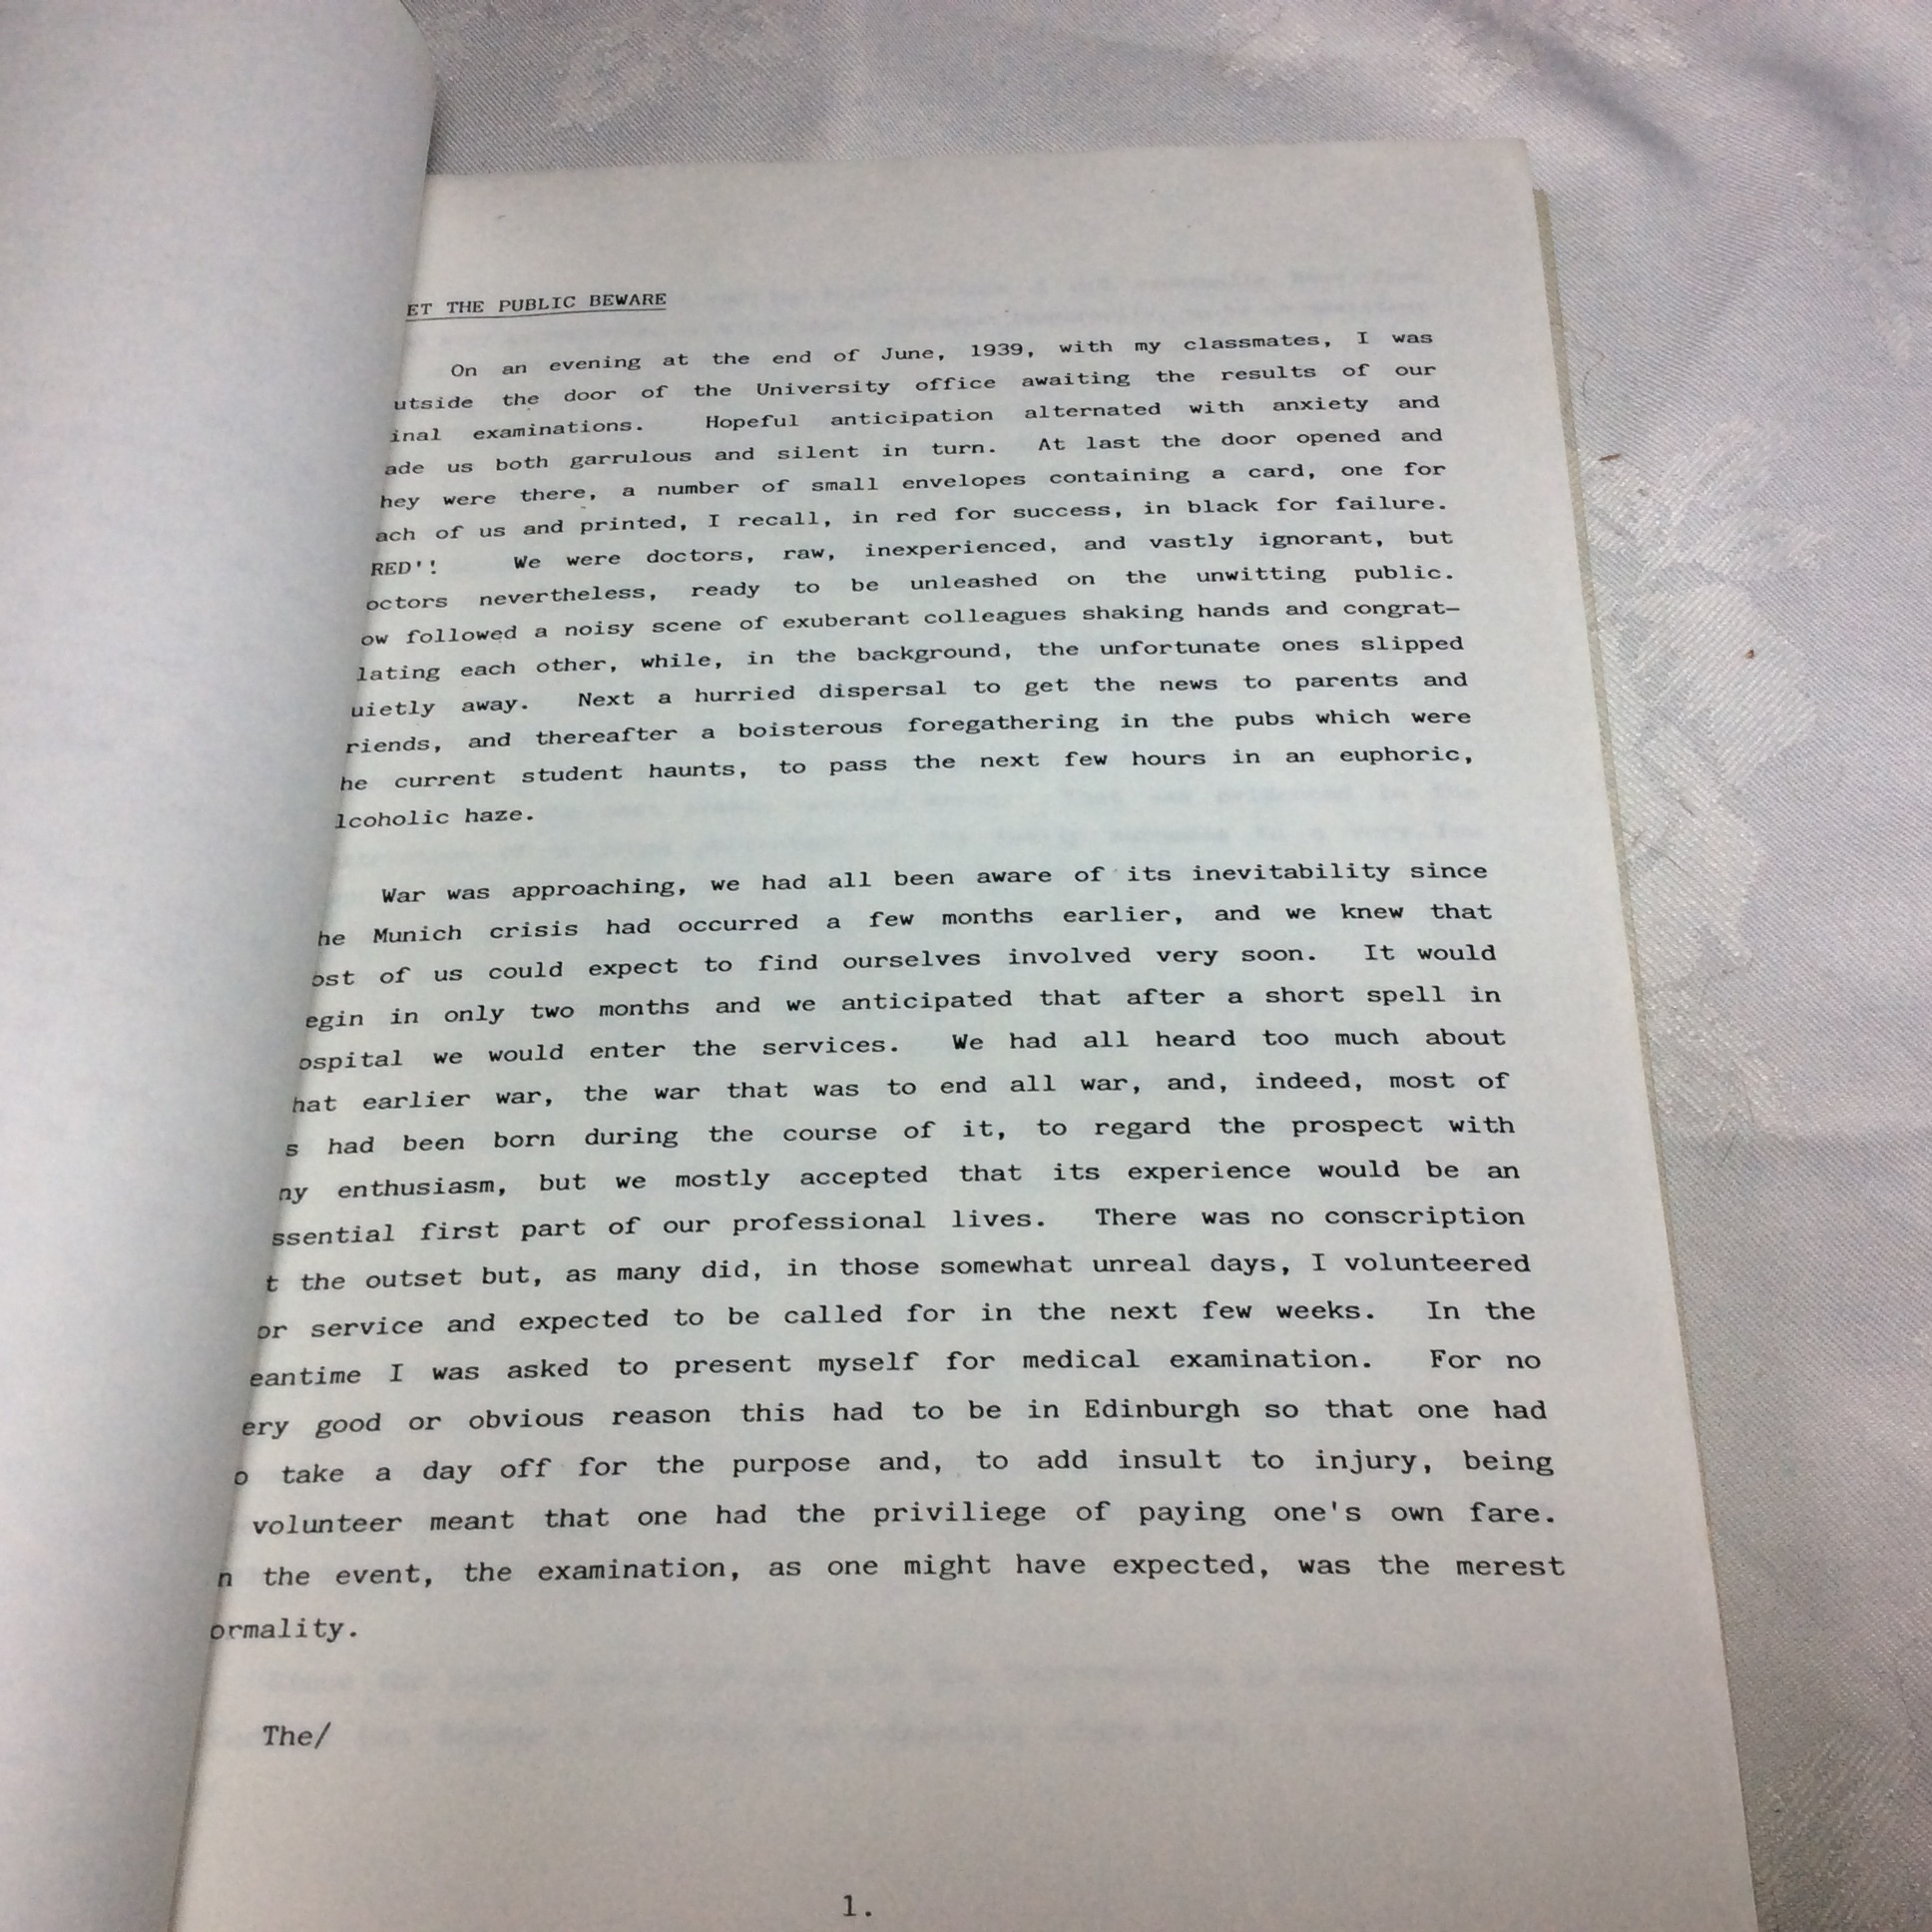 ET THE PUBLIC BEWARE
On an evening at the end of June, 1939, with my classmates, I was
utside the door of the University office awaiting the results of our
inal examinations. Hopeful anticipation alternated with anxiety and
ade us both garrulous and silent in turn. At last the door opened and
hey were there, a number of small envelopes containing a card, one for
ach of us and printed, I recall, in red for success, in black for failure.
RED'! We were doctors, raw, inexperienced, and vastly ignorant, but
octors nevertheless, ready to be unleashed on the unwitting public.
ow followed a noisy scene of exuberant colleagues shaking hands and congrat-
lating each other, while, in the background, the unfortunate ones slipped
uietly away. Next a hurried dispersal to get the news to parents and
riends, and thereafter a boisterous foregathering in the pubs which were
he current student haunts, to pass the next few hours in an euphoric,
lcoholic haze.
War was approaching, we had all been aware of its inevitability since
he Munich crisis had occurred a few months earlier, and we knew that
ost of us could expect to find ourselves involved very soon. It would
egin in only two months and we anticipated that after a short spell in
ospital we would enter the services. We had all heard too much about
hat earlier war, the war that was to end all war, and, indeed, most of
s had been born during the course of it, to regard the prospect with
ny enthusiasm, but we mostly accepted that its experience would be an
ssential first part of our professional lives. There was no conscription
t the outset but, as many did, in those somewhat unreal days, I volunteered
or service and expected to be called for in the next few weeks. In the
eantime I was asked to present myself for medical examination. For no
ery good or obvious reason this had to be in Edinburgh so that one had
o take a day off for the purpose and, to add insult to injury, being
volunteer meant that one had the priviliege of paying one's own fare.
n the event, the examination, as one might have expected, was the merest
ormality.
The/
1.